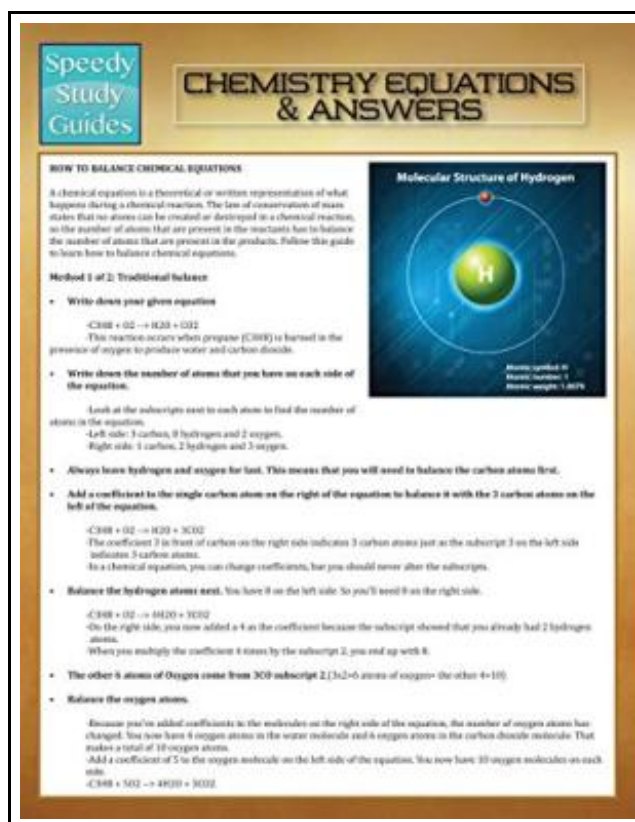 Speedy
Study
Guides
CHEMISTRY EQUATIONS
& ANSWERS
HOW TO BALANCE CHEMICAL EQUATIONS
A chemical equation is a theoretical or written representation of what
happens during a chemical reaction. The law of conservation of mass
states that no atoms can be created or destroyed in a chemical reaction,
so the number of atoms that are present in the reactants has to balance
the number of atoms that are present in the products. Follow this guide
to learn how to balance chemical equations.
Molecular Structure of Hydrogen
H
Atomic symbol: H
Atomic number: 1
Atomic weight: 1.0079
Method 1 of 2: Traditional balance
• Write down your given equation
-C3H8 + O2 --> H2O + CO2
-This reaction occurs when propane (C3H8) is burned in the
presence of oxygen to produce water and carbon dioxide.
• Write down the number of atoms that you have on each side of
the equation.
-Look at the subscripts next to each atom to find the number of
atoms in the equation.
-Left side: 3 carbon, 8 hydrogen and 2 oxygen.
-Right side: 1 carbon, 2 hydrogen and 3 oxygen.
• Always leave hydrogen and oxygen for last. This means that you will need to balance the carbon atoms first.
• Add a coefficient to the single carbon atom on the right of the equation to balance it with the 3 carbon atoms on the
left of the equation.
-C3H8 + O2 --> H2O + 3CO2
-The coefficient 3 in front of carbon on the right side indicates 3 carbon atoms just as the subscript 3 on the left side
indicates 3 carbon atoms.
-In a chemical equation, you can change coefficients, but you should never alter the subscripts.
• Balance the hydrogen atoms next. You have 8 on the left side. So you'll need 8 on the right side.
-C3H8 + O2 --> 4H2O + 3CO2
-On the right side, you now added a 4 as the coefficient because the subscript showed that you already had 2 hydrogen
atoms.
-When you multiply the coefficient 4 times by the subscript 2, you end up with 8.
• The other 6 atoms of Oxygen come from 3CO subscript 2.(3x2=6 atoms of oxygen+ the other 4=10)
• Balance the oxygen atoms.
-Because you've added coefficients to the molecules on the right side of the equation, the number of oxygen atoms has
changed. You now have 4 oxygen atoms in the water molecule and 6 oxygen atoms in the carbon dioxide molecule. That
makes a total of 10 oxygen atoms.
-Add a coefficient of 5 to the oxygen molecule on the left side of the equation. You now have 10 oxygen molecules on each
side.
-C3H8 + 5O2 --> 4H2O + 3CO2.